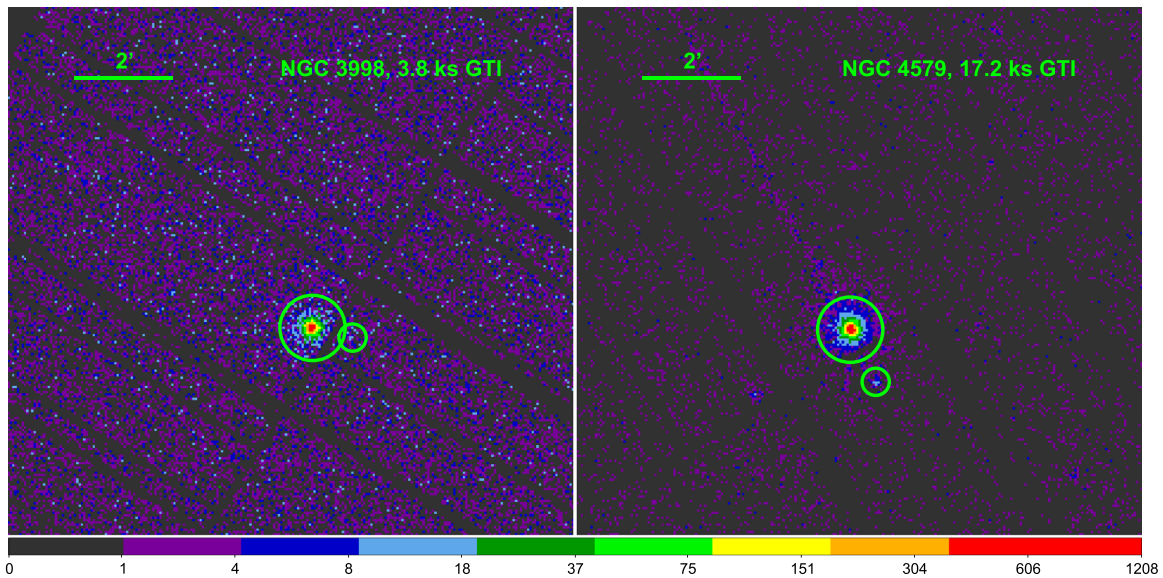 2’ NGC 3998, 3.8 ks GTI
2’ NGC 4579, 17.2 ks GTI
0 1 4 8 18 37 75 151 304 606 1208